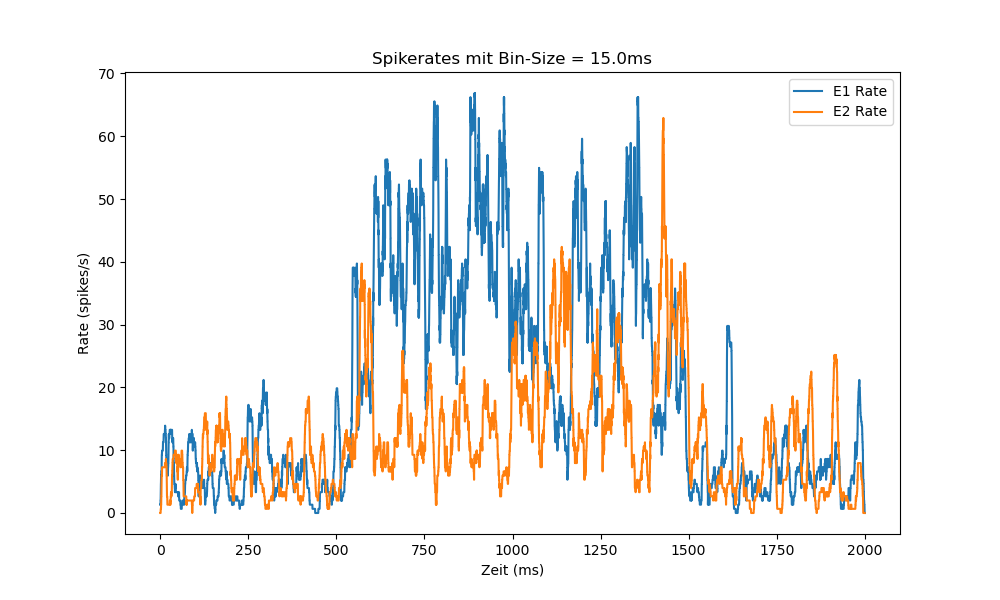 Spikerates mit Bin-Size = 15.0ms
E1 Rate
E2 Rate
Rate (spikes/s)
70
60
50
40
30
20
10
0
0 250 500 750 1000 1250 1500 1750 2000
Zeit (ms)